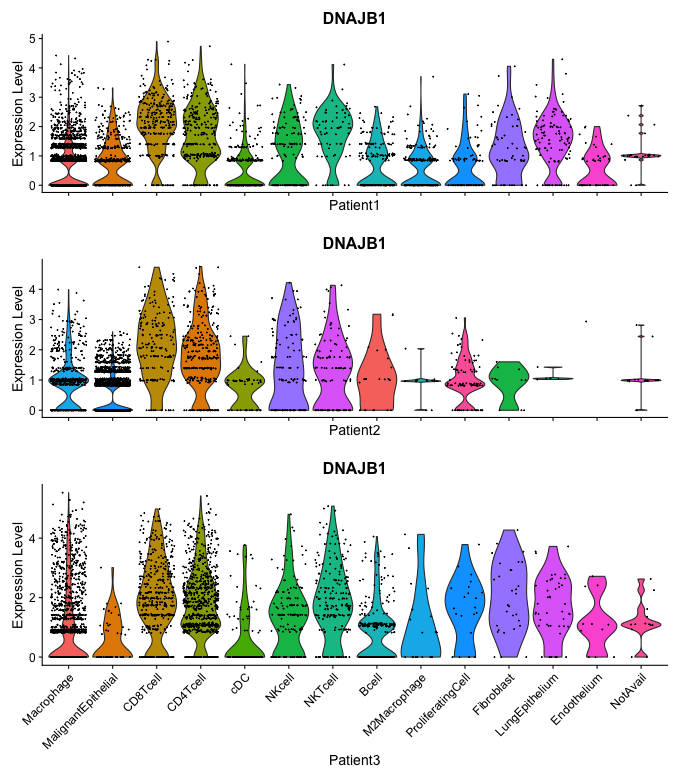 DNAJB1
5
4
3
2
1
0
Expression Level
Patient1
DNAJB1
4
3
2
1
0
Expression Level
Patient2
DNAJB1
4
2
0
Expression Level
Macrophage
MalignantEpithelial
CD8Tcell
CD4Tcell
cDC
NKcell
NKTcell
Bcell
M2Macrophage
ProliferatingCell
Fibroblast
LungEpithelium
Endothelium
NotAvail
Patient3